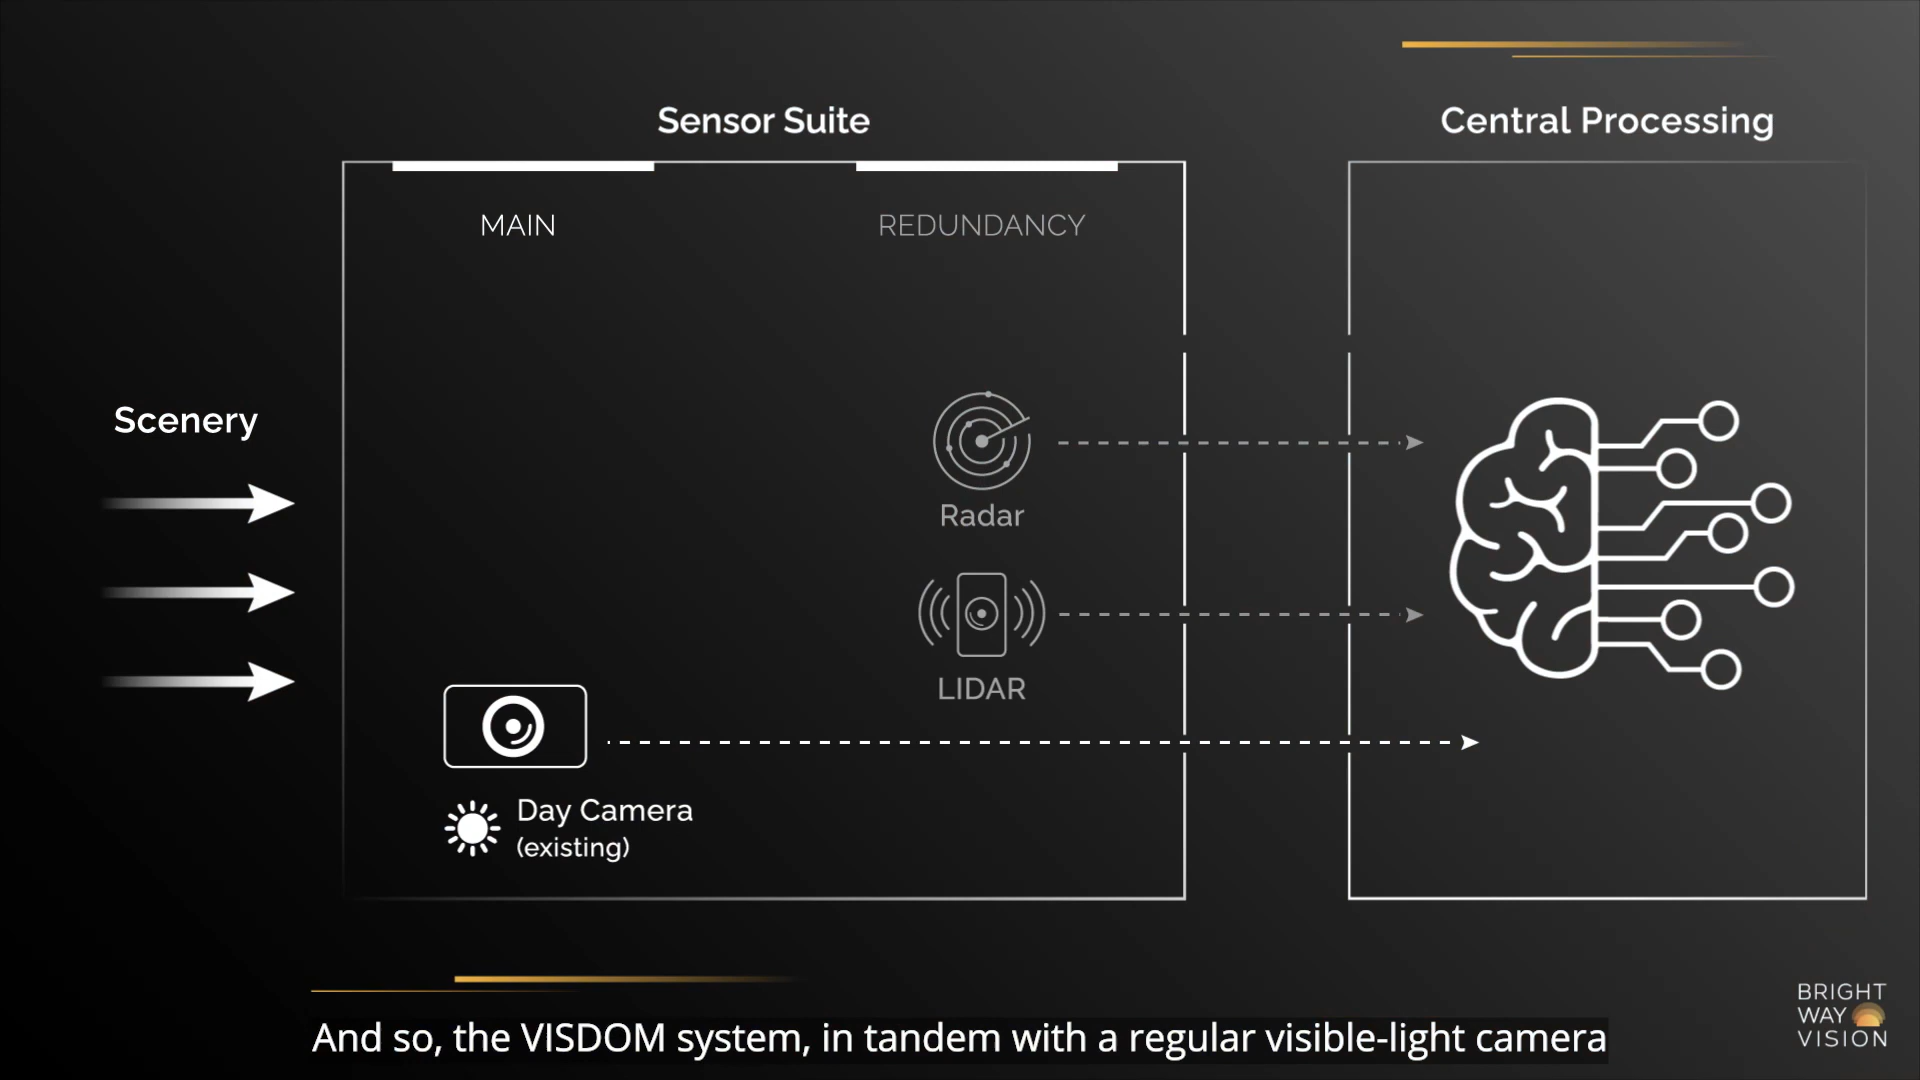 Sensor Suite
Central Processing
MAIN
REDUNDANCY
Scenery
Radar
LIDAR
Day Camera
(existing)
And so, the VISDOM system, in tandem with a regular visible-light camera
BRIGHT
WAY
VISION